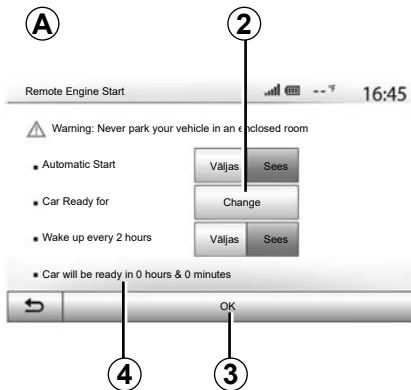 A
2
Remote Engine Start
-- °F
16:45
Warning: Never park your vehicle in an enclosed room
Automatic Start
Väljas
Sees
Car Ready for
Change
Wake up every 2 hours
Väljas
Sees
Car will be ready in 0 hours & 0 minutes
OK
4
3